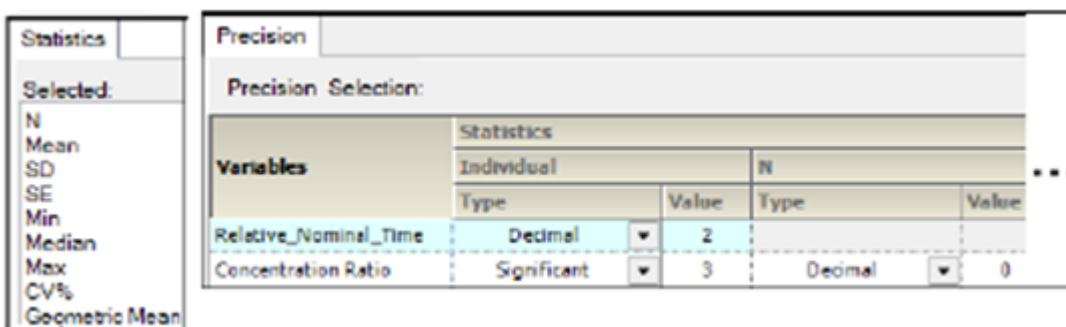 Statistics
Selected:
N
Mean
SD
SE
Min
Median
Max
CV%
Geometric Mean
Precision
Precision Selection:
Variables
Statistics
Individual N
Type Value Type Value
Relative_Nominal_Time Decimal 2
Concentration Ratio Significant 3 Decimal 0
...